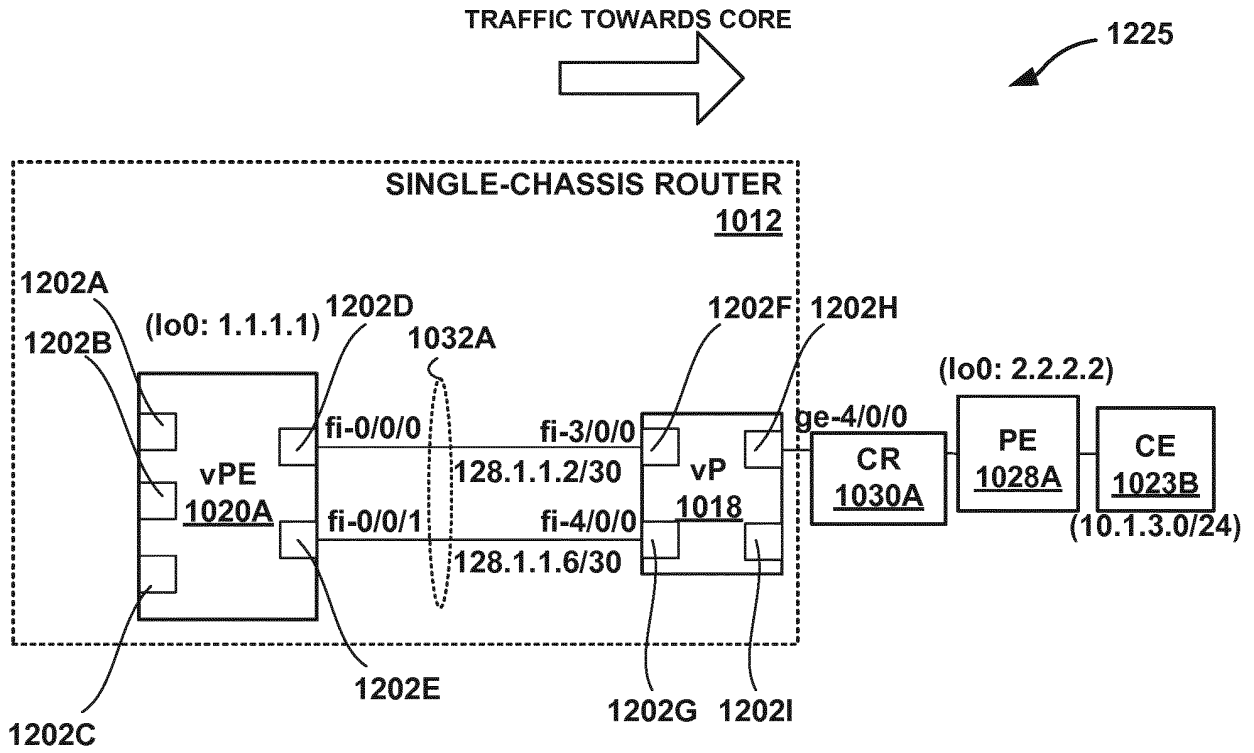 TRAFFIC TOWARDS CORE
1225
SINGLE-CHASSIS ROUTER
1012
1202A
1202B
(lo0: 1.1.1.1)
1202D
1032A
1202F
1202H
(lo0: 2.2.2.2)
fi-0/0/0
fi-3/0/0
ge-4/0/0
128.1.1.2/30
vPE
1020A
vP
1018
CR
1030A
PE
1028A
CE
1023B
(10.1.3.0/24)
fi-0/0/1
fi-4/0/0
128.1.1.6/30
1202C
1202E
1202G
1202I